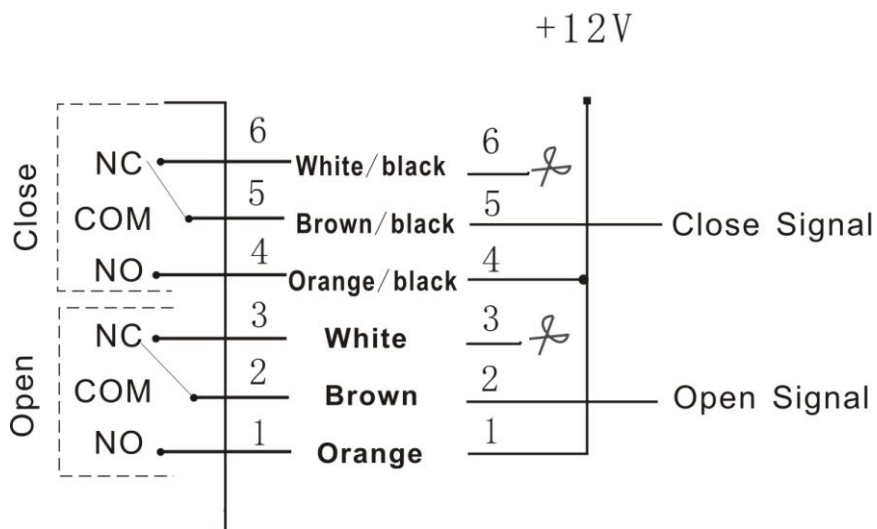 +12V
Close
NC 6 White/black 6
COM 5 Brown/black 5 Close Signal
NO 4 Orange/black 4
Open
NC 3 White 3
COM 2 Brown 2 Open Signal
NO 1 Orange 1